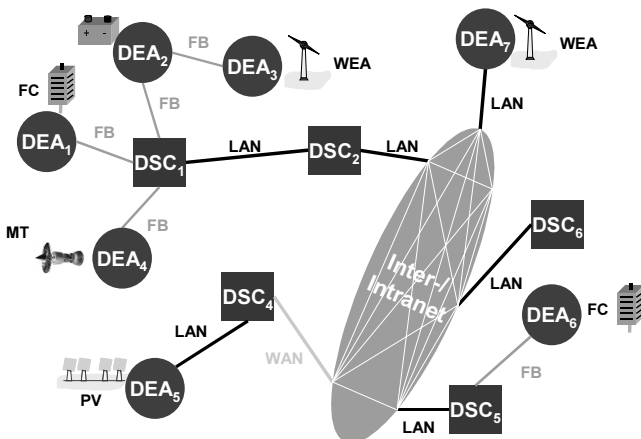 + -
DEA2
FB
DEA3
WEA
DEA7
WEA
FC
FB
LAN
DEA1
FB
DSC1
LAN
DSC2
LAN
FB
MT
DEA4
DSC6
Inter-/
Intranet
LAN
DSC4
DEA6
FC
LAN
WAN
FB
PV
DEA5
DSC5
LAN